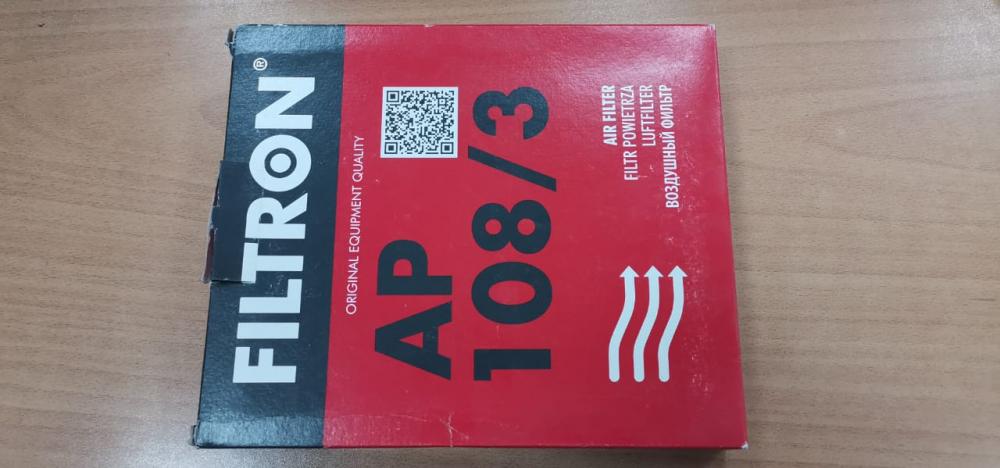 FILTRON®
ORIGINAL EQUIPMENT QUALITY
AP
108/3
AIR FILTER
FILTR POWIETRZA
LUFTFILTER
ВОЗДУШНЫЙ ФИЛЬТР